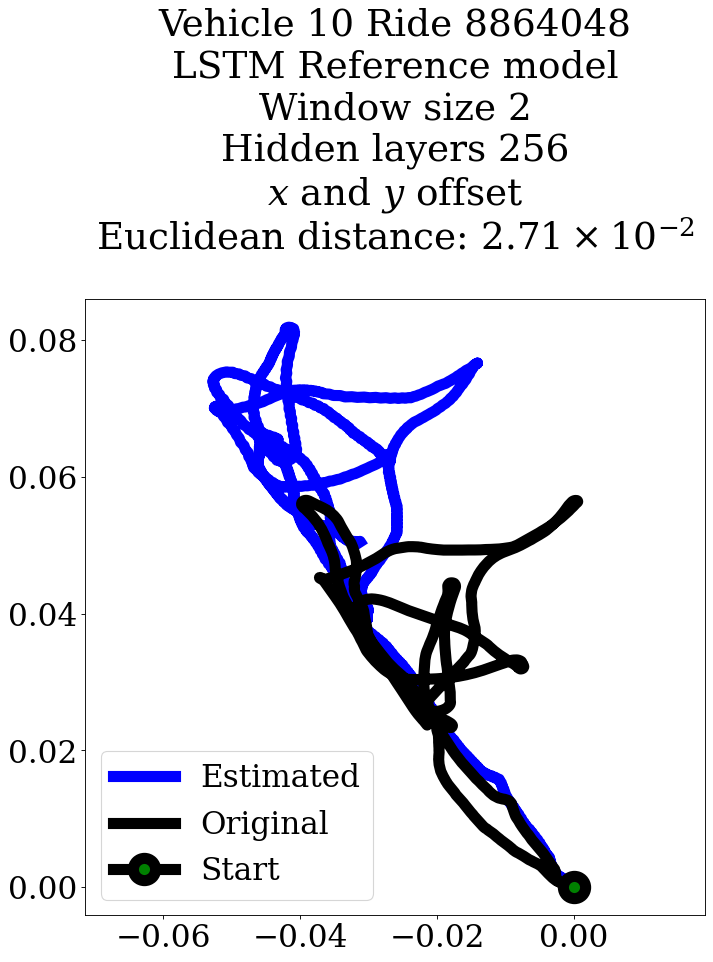 Vehicle 10 Ride 8864048
LSTM Reference model
Window size 2
Hidden layers 256
x and y offset
Euclidean distance: 2.71 × 10⁻²
0.08
0.06
0.04
0.02
0.00
Estimated
Original
Start
−0.06 −0.04 −0.02 0.00